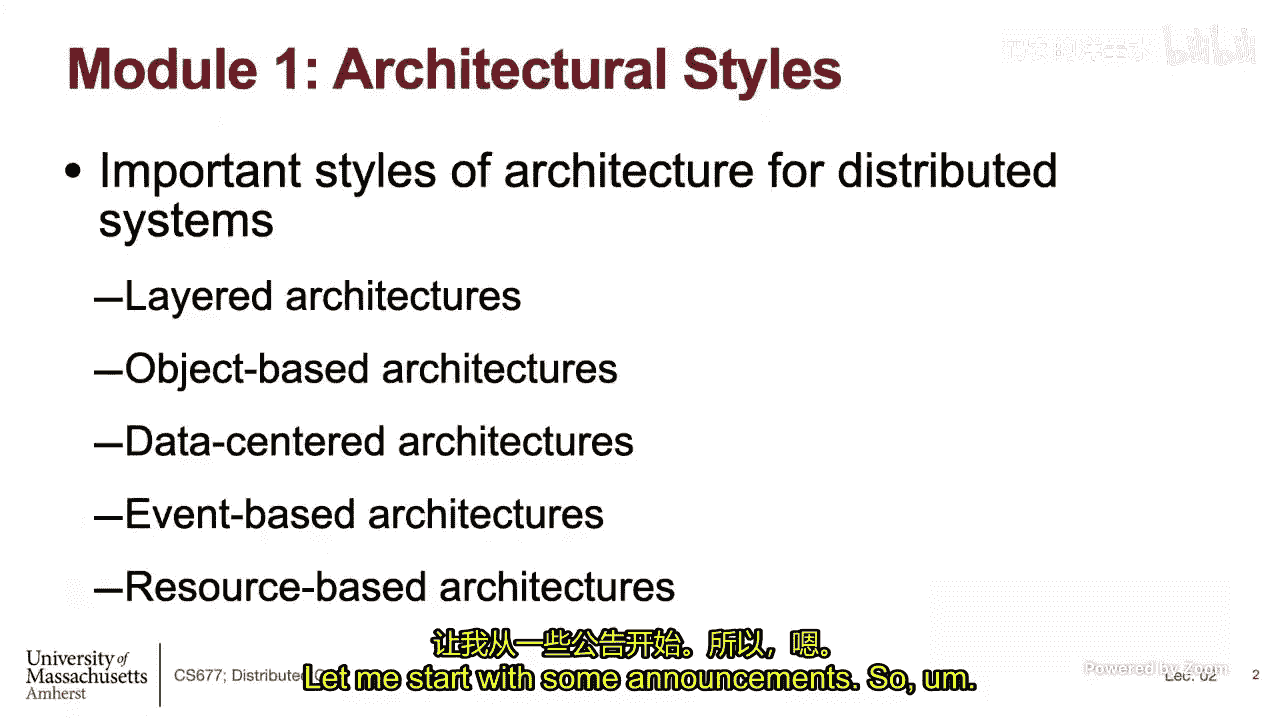 Module 1: Architectural Styles
bilibili
• Important styles of architecture for distributed
systems
—Layered architectures
—Object-based architectures
—Data-centered architectures
—Event-based architectures
—Resource-based architectures
让我从一些公告开始。所以，嗯。
Let me start with some announcements. So, um.
University of
Massachusetts
Amherst
CS677; Distributed
Powered by Zoom
Lec. 02
2